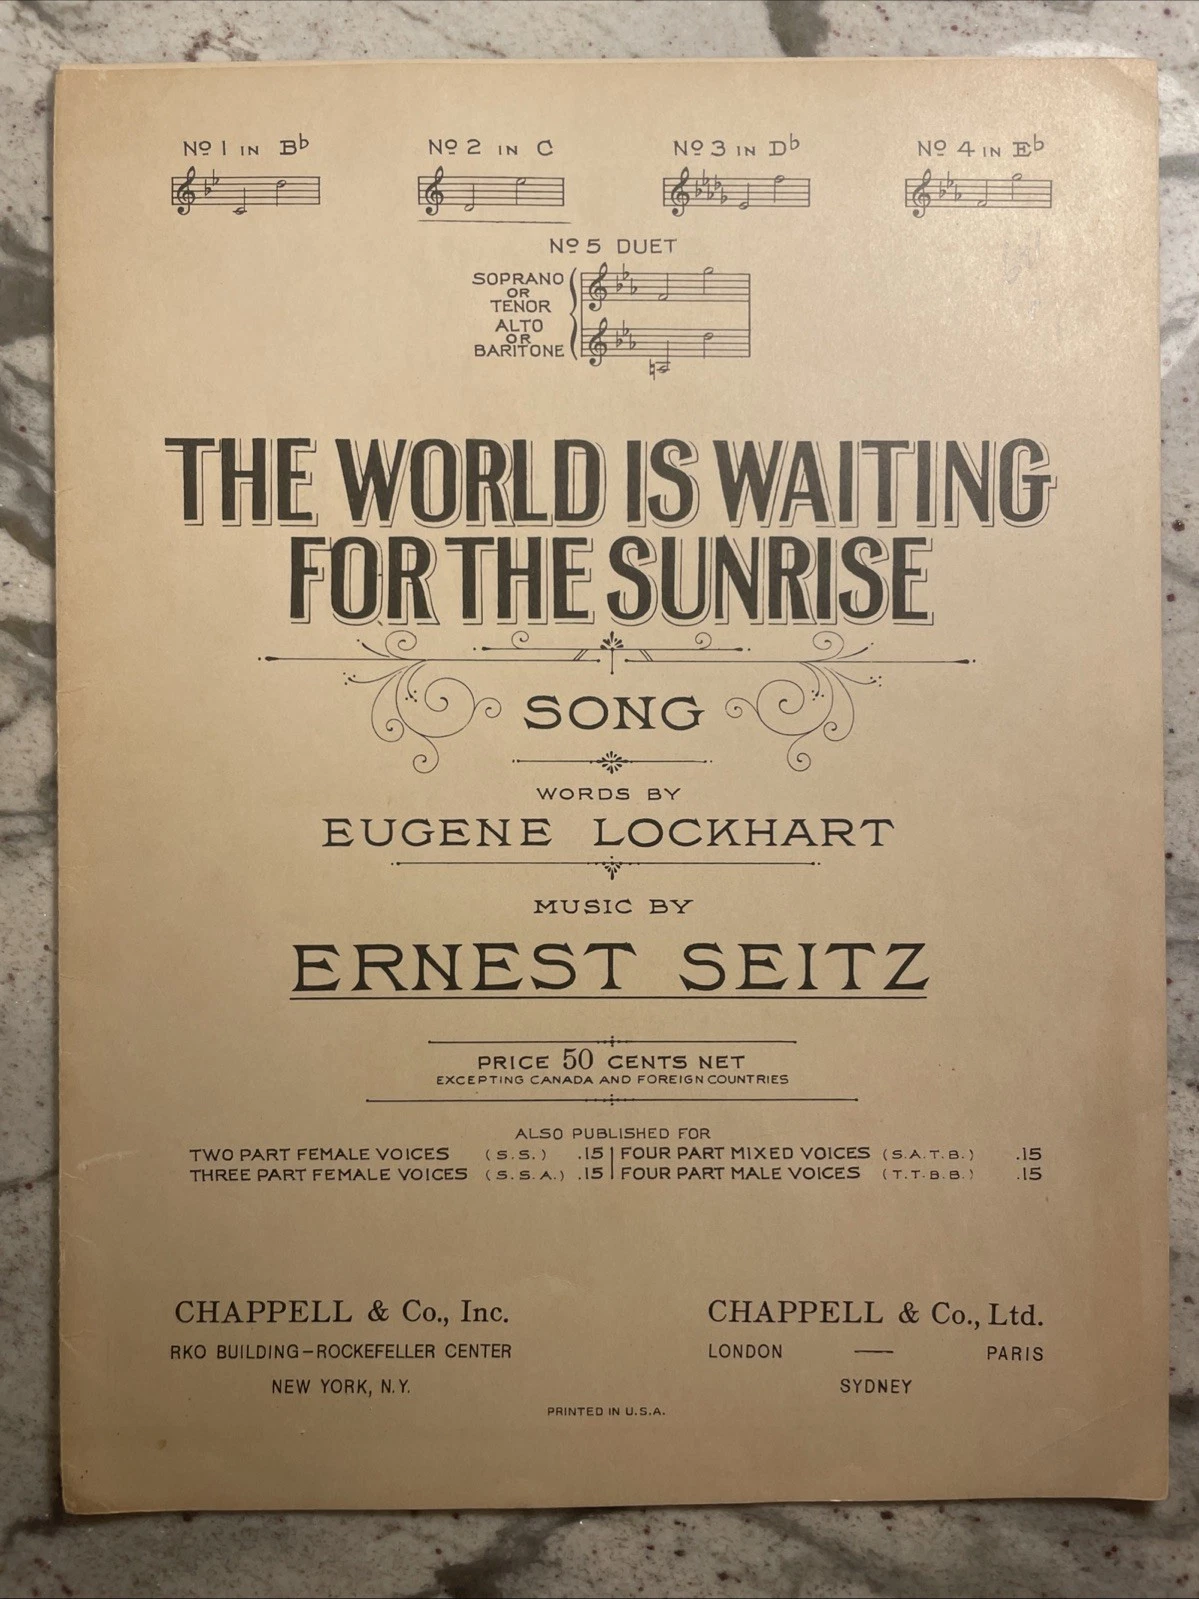 No 1 IN Bb No 2 IN C No 3 IN Db No 4 IN Eb
No 5 DUET
SOPRANO
OR
TENOR
ALTO
OR
BARITONE
THE WORLD IS WAITING
FOR THE SUNRISE
SONG
WORDS BY
EUGENE LOCKHART
MUSIC BY
ERNEST SEITZ
PRICE 50 CENTS NET
EXCEPTING CANADA AND FOREIGN COUNTRIES
ALSO PUBLISHED FOR
TWO PART FEMALE VOICES (S.S.) .15 | FOUR PART MIXED VOICES (S.A.T.B.) .15
THREE PART FEMALE VOICES (S.S.A.) .15 | FOUR PART MALE VOICES (T.T.B.B.) .15
CHAPPELL & Co., Inc. CHAPPELL & Co., Ltd.
RKO BUILDING–ROCKEFELLER CENTER LONDON — PARIS
NEW YORK, N.Y. SYDNEY
PRINTED IN U.S.A.